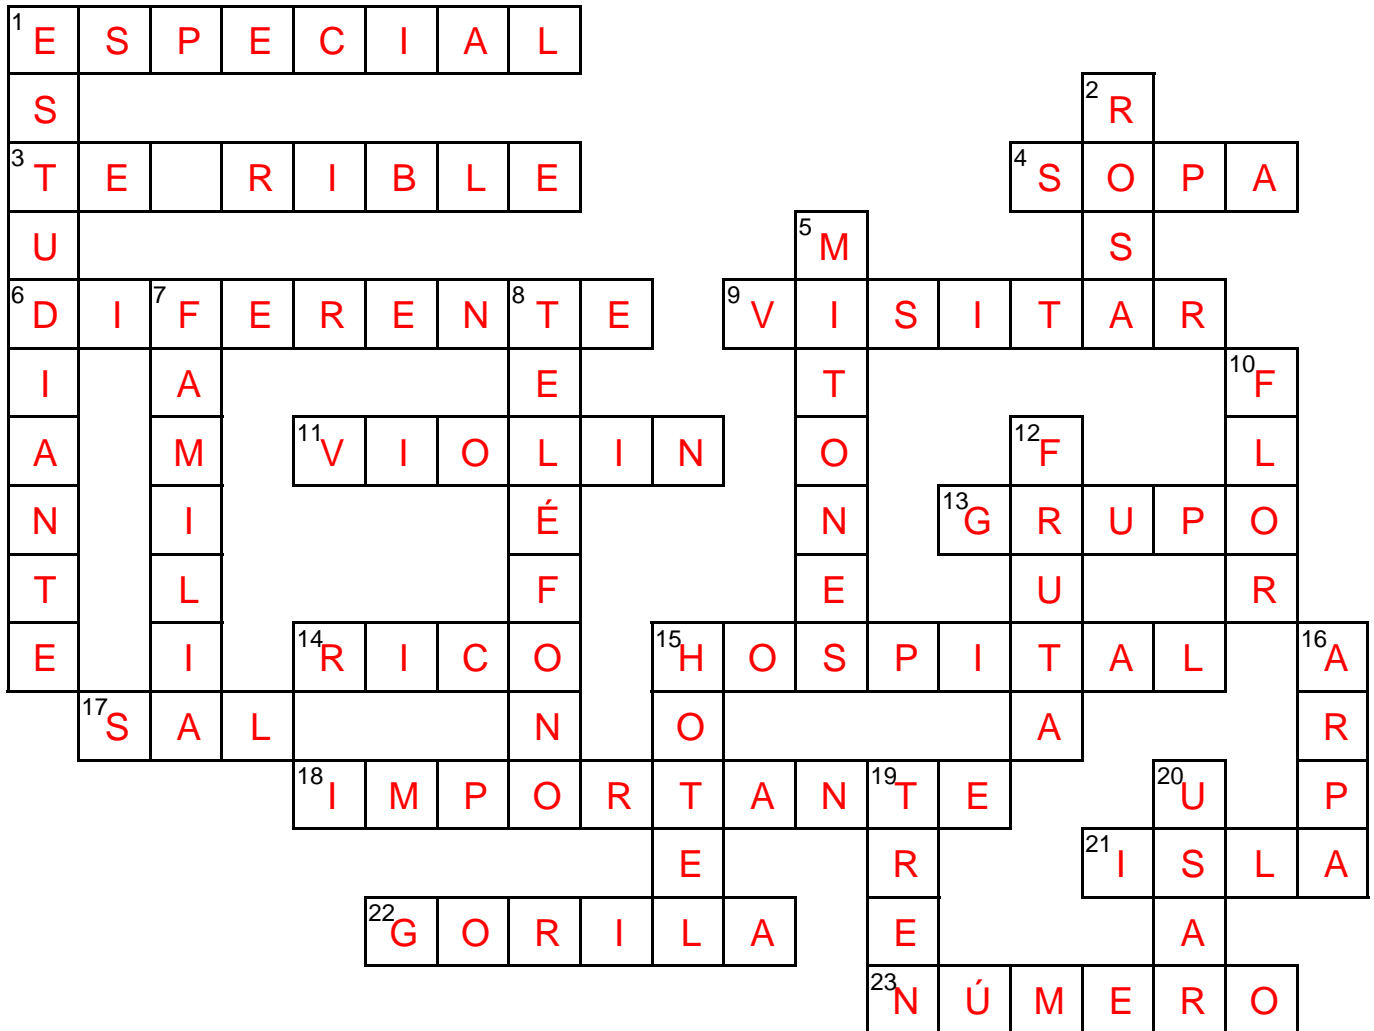 1 E S P E C I A L
S 2 R
3 T E R I B L E 4 S O P A
U 5 M S
6 D I 7 F E R E N 8 T E 9 V I S I T A R
I A E T 10 F
A M 11 V I O L I N O 12 F L
N I É N 13 G R U P O
T L F E U R
E I 14 R I C O 15 H O S P I T A L 16 A
17 S A L N O A R
18 I M P O R T A N 19 T E 20 U P
E R 21 I S L A
22 G O R I L A E A
23 N Ú M E R O